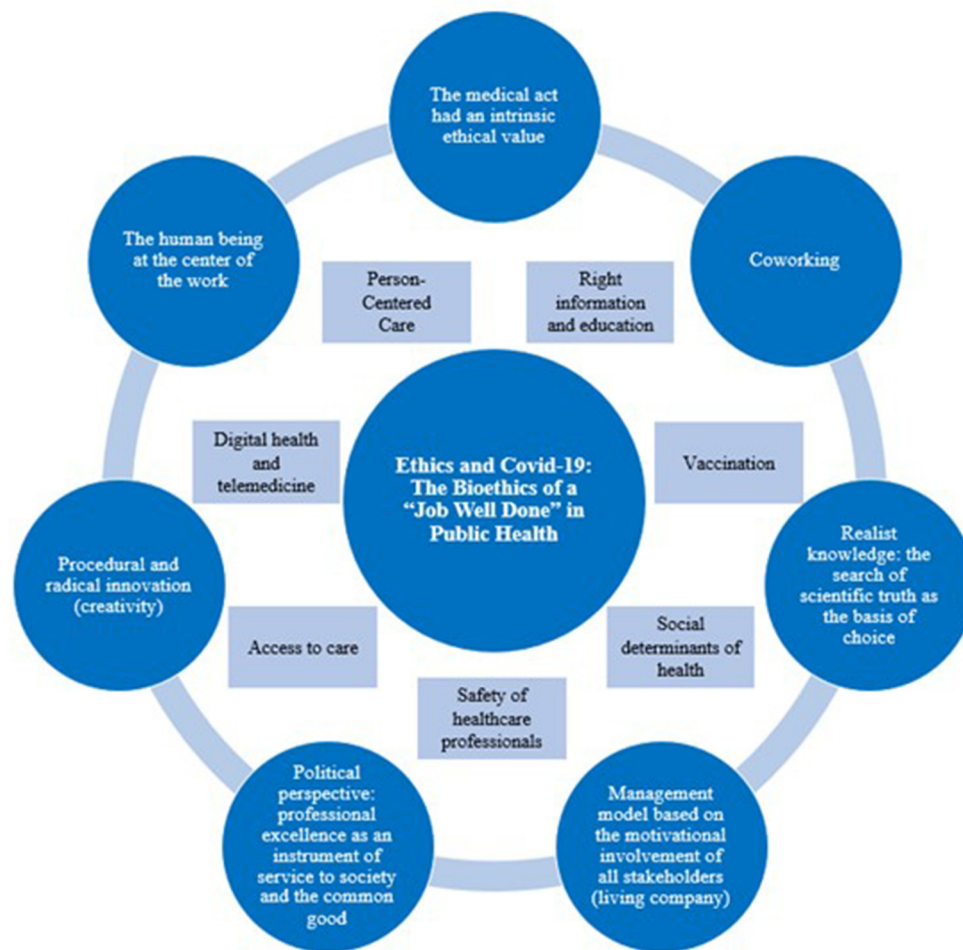 The medical act
had an intrinsic
ethical value
The human being
at the center of
the work
Coworking
Person-
Centered
Care
Right
information
and education
Digital health
and
telemedicine
Ethics and Covid-19:
The Bioethics of a
“Job Well Done” in
Public Health
Vaccination
Procedural and
radical innovation
(creativity)
Realist
knowledge: the
search of
scientific truth as
the basis of
choice
Access to care
Social
determinants of
health
Safety of
healthcare
professionals
Political
perspective:
professional
excellence as an
instrument of
service to society
and the common
good
Management
model based on
the motivational
involvement of
all stakeholders
(living company)